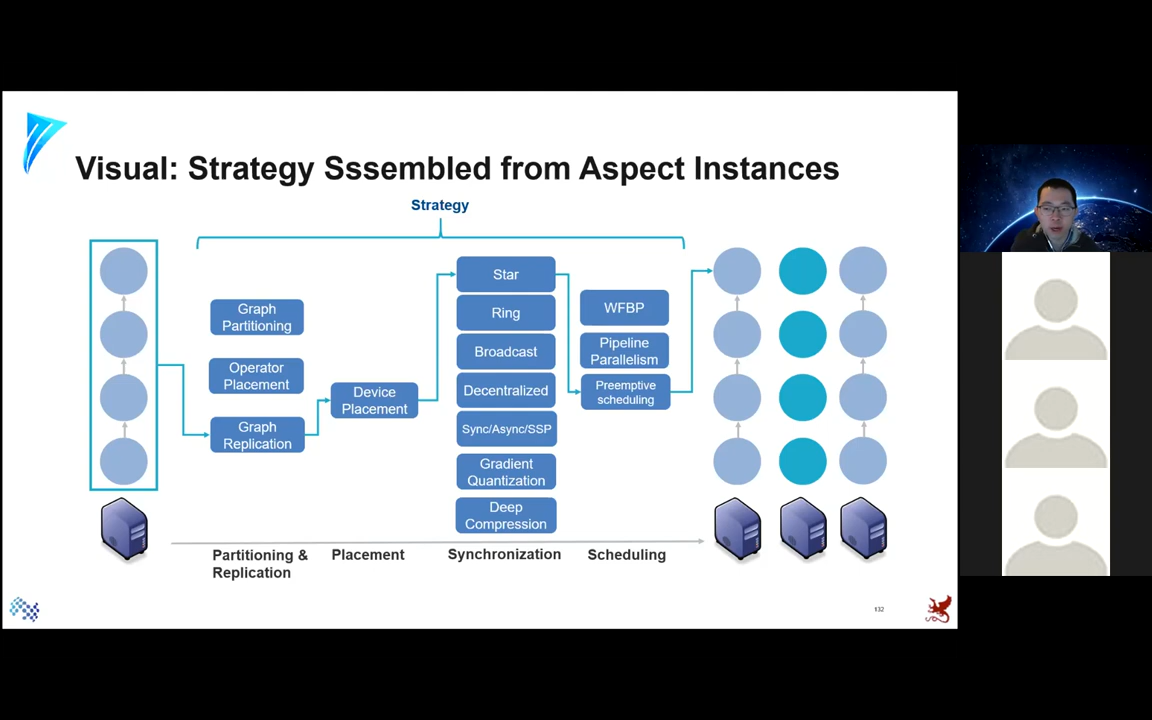 Visual: Strategy Sssembled from Aspect Instances
Strategy
Graph
Partitioning
Operator
Placement
Graph
Replication
Device
Placement
Star
Ring
Broadcast
Decentralized
Sync/Async/SSP
Gradient
Quantization
Deep
Compression
WFBP
Pipeline
Parallelism
Preemptive
scheduling
Partitioning &
Replication
Placement
Synchronization
Scheduling
132